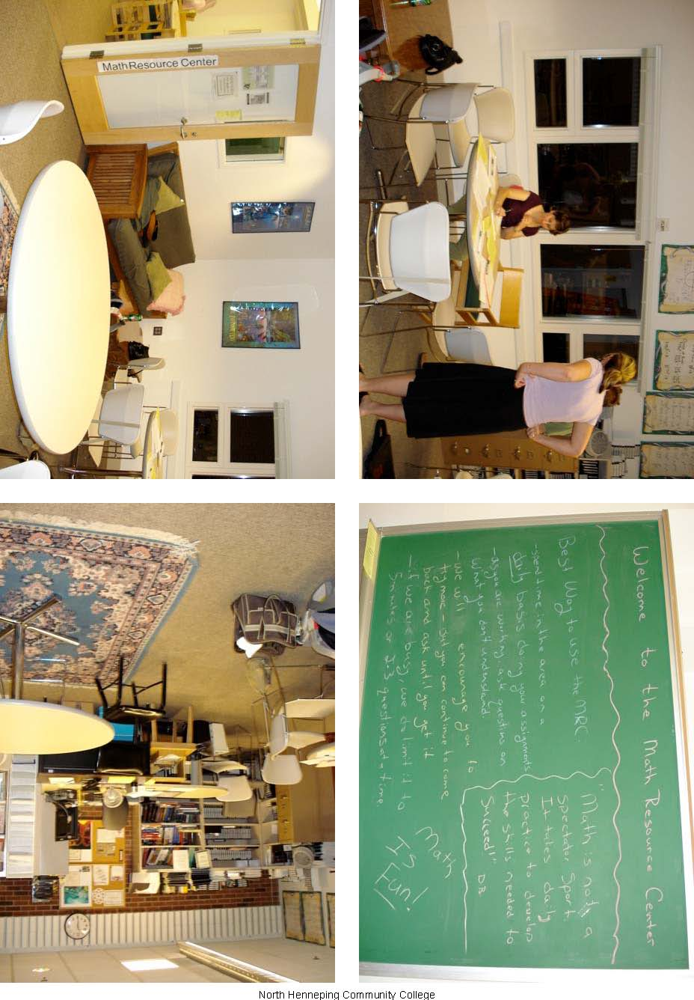 MathResource Center
Welcome to the Math Resource Center
Best Way to use the MRC:
- spend time in the area on a
daily basis doing your assignments
- as you are working, ask questions on
what you don't understand
- we will encourage you to
try more - but you can continue to come
back and ask until you get it
- if we are busy, we do limit it to
5 minutes or 2-3 questions at a time.
"Math is not a
spectator sport.
It takes daily
practice to develop
the skills needed to
succeed!" DB
Math
Is
Fun!
North Henneping Community College